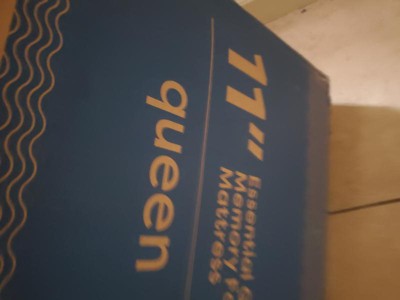 11"
Essential
Memory
Mattress
queen